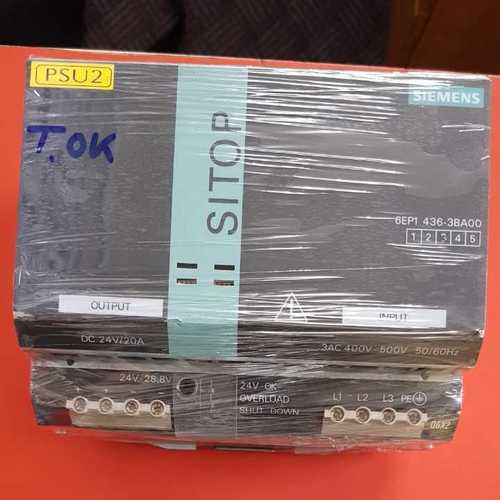 PSU2
SIEMENS
T.OK
SITOP
6EP1 436-3BA00
1 2 3 4 5
OUTPUT
INPUT
DC 24V/20A
3AC 400V-500V 50/60Hz
24V-28.8V
24V OK
OVERLOAD
SHUT DOWN
+ + - -
L1 L2 L3 PE
G6X2